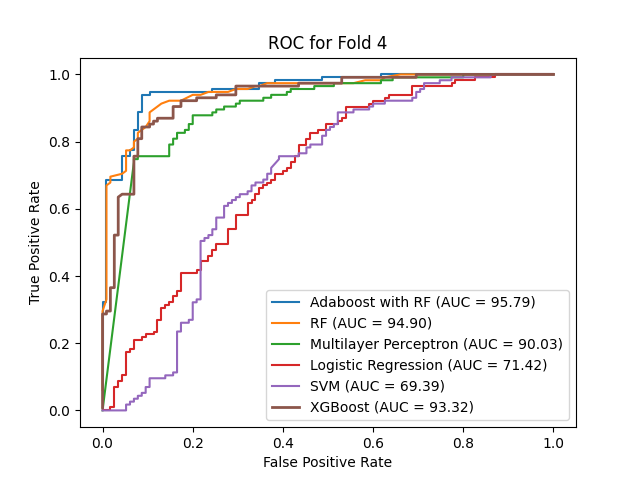 ROC for Fold 4
True Positive Rate
1.0
0.8
0.6
0.4
0.2
0.0
Adaboost with RF (AUC = 95.79)
RF (AUC = 94.90)
Multilayer Perceptron (AUC = 90.03)
Logistic Regression (AUC = 71.42)
SVM (AUC = 69.39)
XGBoost (AUC = 93.32)
0.0 0.2 0.4 0.6 0.8 1.0
False Positive Rate